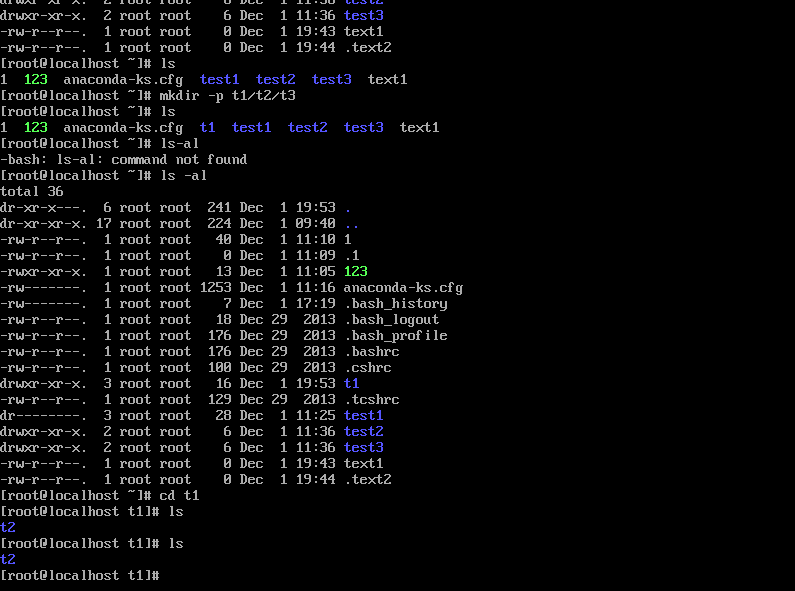 drwxr-xr-x.  2 root root    6 Dec  1 11:36 test2
drwxr-xr-x.  2 root root    6 Dec  1 11:36 test3
-rw-r--r--.  1 root root    0 Dec  1 19:43 text1
-rw-r--r--.  1 root root    0 Dec  1 19:44 .text2
[root@localhost ~]# ls
1  123  anaconda-ks.cfg  test1  test2  test3  text1
[root@localhost ~]# mkdir -p t1/t2/t3
[root@localhost ~]# ls
1  123  anaconda-ks.cfg  t1  test1  test2  test3  text1
[root@localhost ~]# ls-al
-bash: ls-al: command not found
[root@localhost ~]# ls -al
total 36
dr-xr-x---.  6 root root  241 Dec  1 19:53 .
dr-xr-xr-x. 17 root root  224 Dec  1 09:40 ..
-rw-r--r--.  1 root root   40 Dec  1 11:10 1
-rw-r--r--.  1 root root    0 Dec  1 11:09 .1
-rwxr-xr-x.  1 root root   13 Dec  1 11:05 123
-rw-------.  1 root root 1253 Dec  1 11:16 anaconda-ks.cfg
-rw-------.  1 root root    7 Dec  1 17:19 .bash_history
-rw-r--r--.  1 root root   18 Dec 29  2013 .bash_logout
-rw-r--r--.  1 root root  176 Dec 29  2013 .bash_profile
-rw-r--r--.  1 root root  176 Dec 29  2013 .bashrc
-rw-r--r--.  1 root root  100 Dec 29  2013 .cshrc
drwxr-xr-x.  3 root root   16 Dec  1 19:53 t1
-rw-r--r--.  1 root root  129 Dec 29  2013 .tcshrc
dr--------.  3 root root   28 Dec  1 11:25 test1
drwxr-xr-x.  2 root root    6 Dec  1 11:36 test2
drwxr-xr-x.  2 root root    6 Dec  1 11:36 test3
-rw-r--r--.  1 root root    0 Dec  1 19:43 text1
-rw-r--r--.  1 root root    0 Dec  1 19:44 .text2
[root@localhost ~]# cd t1
[root@localhost t1]# ls
t2
[root@localhost t1]# ls
t2
[root@localhost t1]#